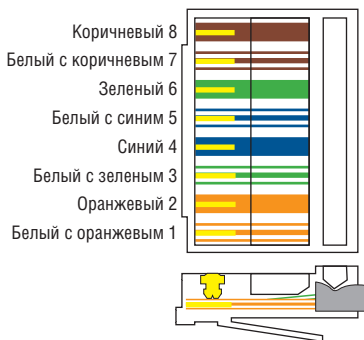 Коричневый 8
Белый с коричневым 7
Зеленый 6
Белый с синим 5
Синий 4
Белый с зеленым 3
Оранжевый 2
Белый с оранжевым 1